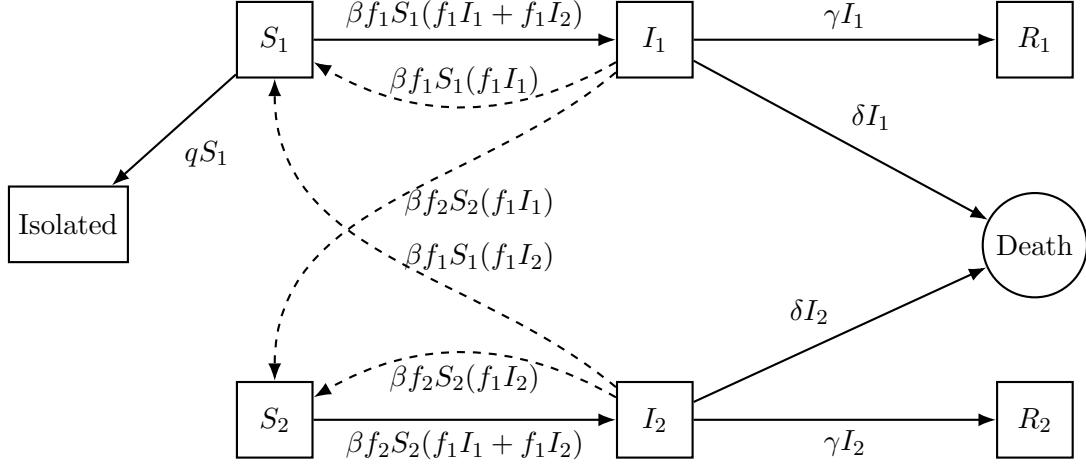 S₁
βf₁S₁(f₁I₁ + f₁I₂)
I₁
γI₁
R₁
βf₁S₁(f₁I₁)
δI₁
qS₁
Isolated
βf₂S₂(f₁I₁)
Death
βf₁S₁(f₁I₂)
δI₂
βf₂S₂(f₁I₂)
S₂
βf₂S₂(f₁I₁ + f₁I₂)
I₂
γI₂
R₂